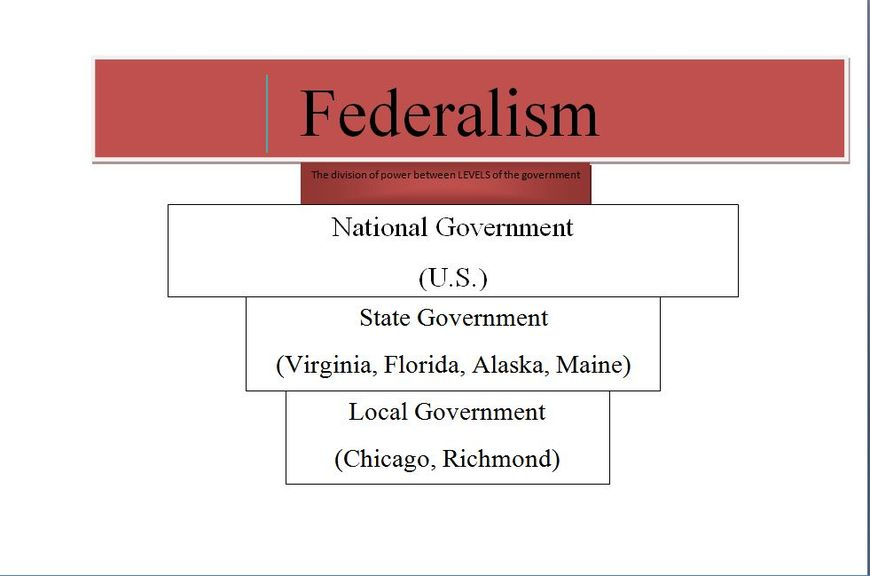 Federalism
The division of power between LEVELS of the government
National Government
(U.S.)
State Government
(Virginia, Florida, Alaska, Maine)
Local Government
(Chicago, Richmond)